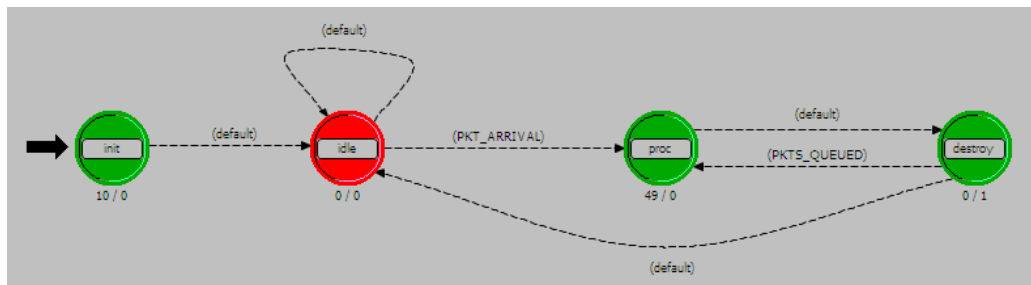 (default)
(default)
(PKT_ARRIVAL)
(default)
init
idle
proc
(PKTS_QUEUED)
destroy
10 / 0
0 / 0
49 / 0
0 / 1
(default)